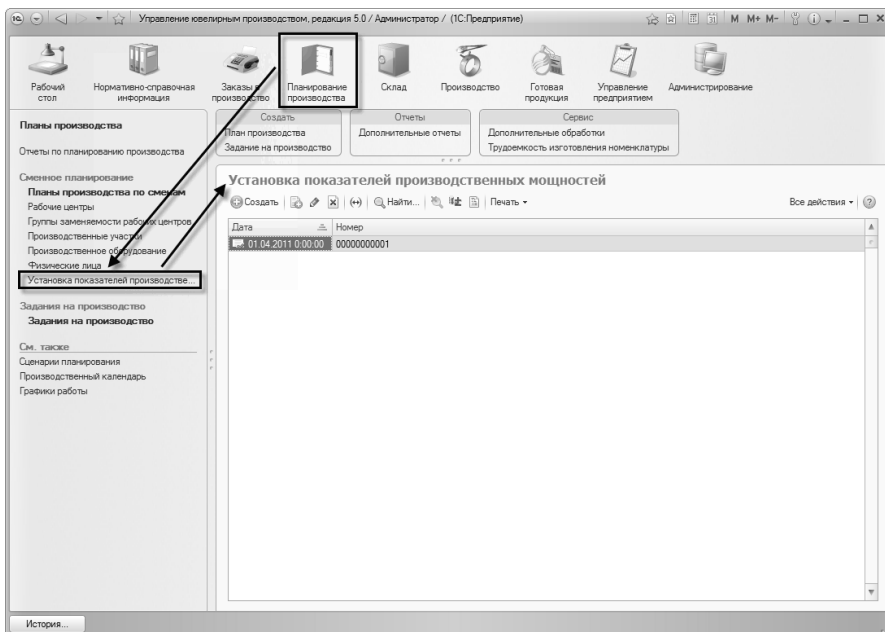 Управление ювелирным производством, редакция 5.0 / Администратор / (1С:Предприятие)
M M+ M-
Рабочий стол
Нормативно-справочная информация
Заказы в производство
Планирование производства
Склад
Производство
Готовая продукция
Управление предприятием
Администрирование
Планы производства
Отчеты по планированию производства
Сменное планирование
Планы производства по сменам
Рабочие центры
Группы заменяемости рабочих центров
Производственные участки
Производственное оборудование
Физические лица
Установка показателей производстве...
Задания на производство
Задания на производство
См. также
Сценарии планирования
Производственный календарь
Графики работы
Создать
План производства
Задание на производство
Отчеты
Дополнительные отчеты
Сервис
Дополнительные обработки
Трудоемкость изготовления номенклатуры
Установка показателей производственных мощностей
Создать Найти... Печать Все действия
Дата Номер
01.04.2011 0:00:00 00000000001
История...